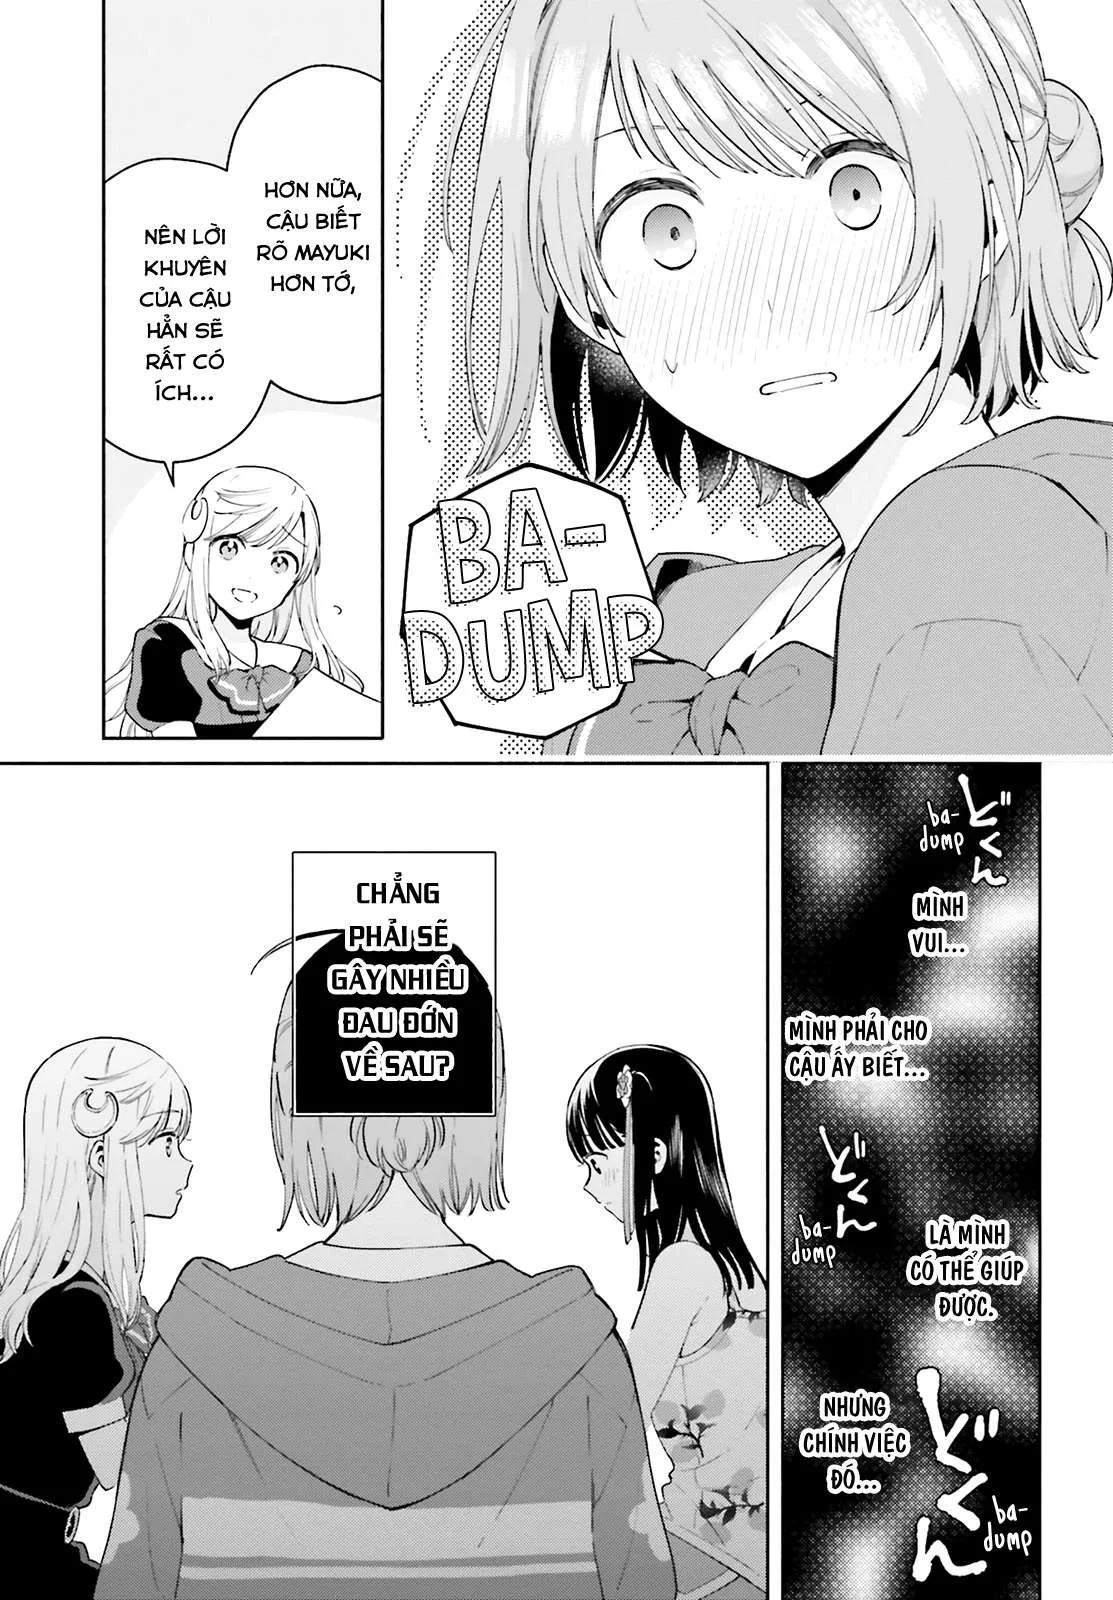 HƠN NỮA,
CẬU BIẾT
RÕ MAYUKI
HƠN TỚ,
NÊN LỜI
KHUYÊN
CỦA CẬU
HẲN SẼ
RẤT CÓ
ÍCH...
BA-
DUMP
どくん
ba-
dump
MÌNH
VUI...
MÌNH PHẢI CHO
CẬU ẤY BIẾT...
どくん
ba-
dump
LÀ MÌNH
CÓ THỂ GIÚP
ĐƯỢC.
NHƯNG
CHÍNH VIỆC
ĐÓ...
どくん
ba-
dump
CHẲNG
PHẢI SẼ
GÂY NHIỀU
ĐAU ĐỚN
VỀ SAU?